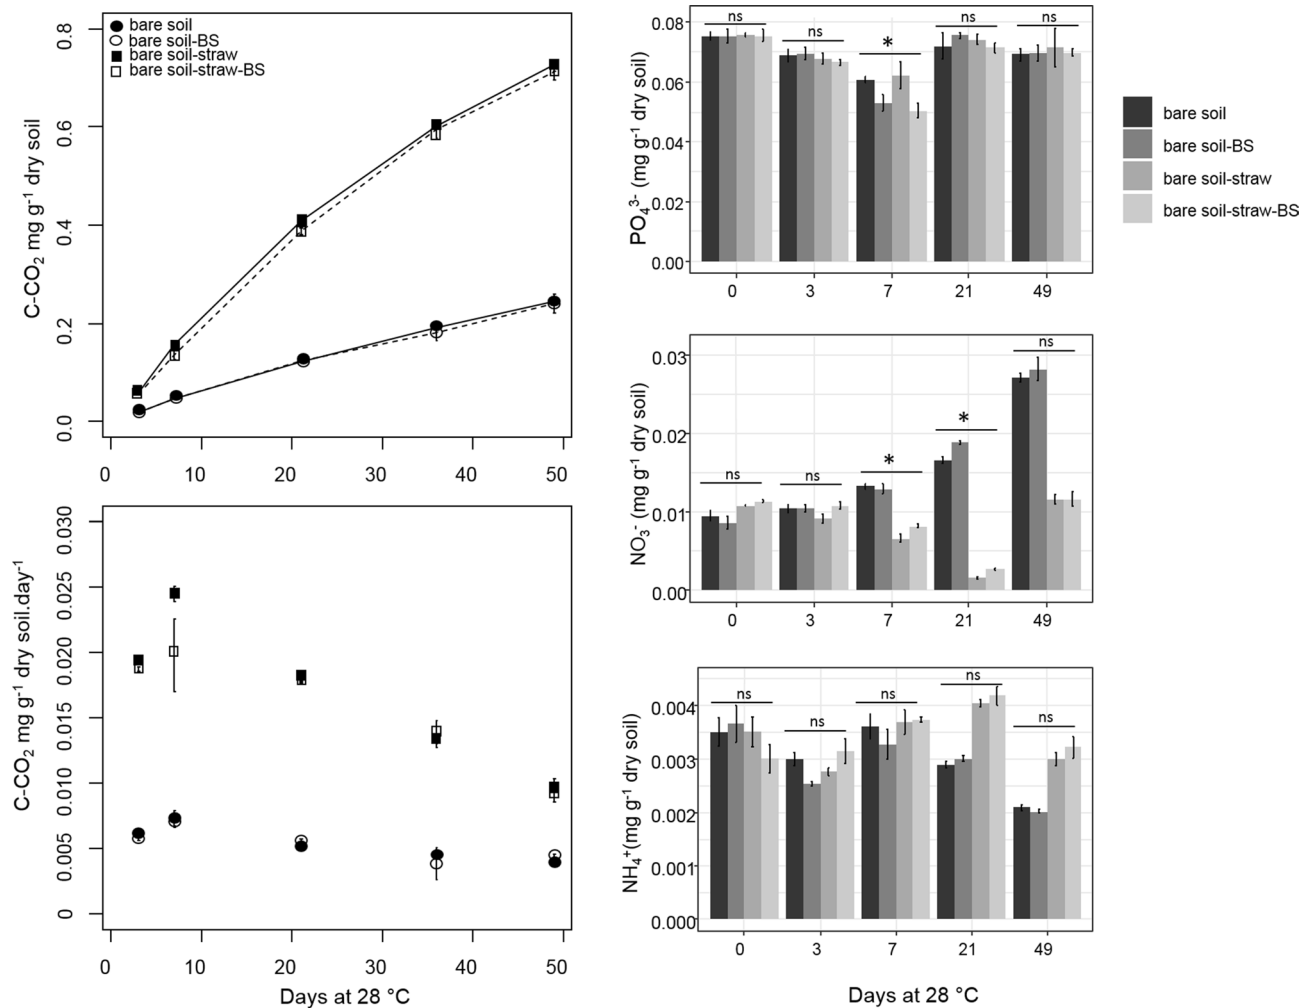 bare soil
bare soil-BS
bare soil-straw
bare soil-straw-BS
C-CO₂ mg g⁻¹ dry soil
0.8
0.6
0.4
0.2
0.0
0 10 20 30 40 50
C-CO₂ mg g⁻¹ dry soil.day⁻¹
0.030
0.025
0.020
0.015
0.010
0.005
0
0 10 20 30 40 50
Days at 28 °C
PO₄³⁻ (mg g⁻¹ dry soil)
0.08
0.06
0.04
0.02
0.00
ns ns * ns ns
0 3 7 21 49
bare soil
bare soil-BS
bare soil-straw
bare soil-straw-BS
NO₃⁻ (mg g⁻¹ dry soil)
0.03
0.02
0.01
0.00
ns ns * * ns
0 3 7 21 49
NH₄⁺(mg g⁻¹ dry soil)
0.004
0.003
0.002
0.001
0.000
ns ns ns ns ns
0 3 7 21 49
Days at 28 °C